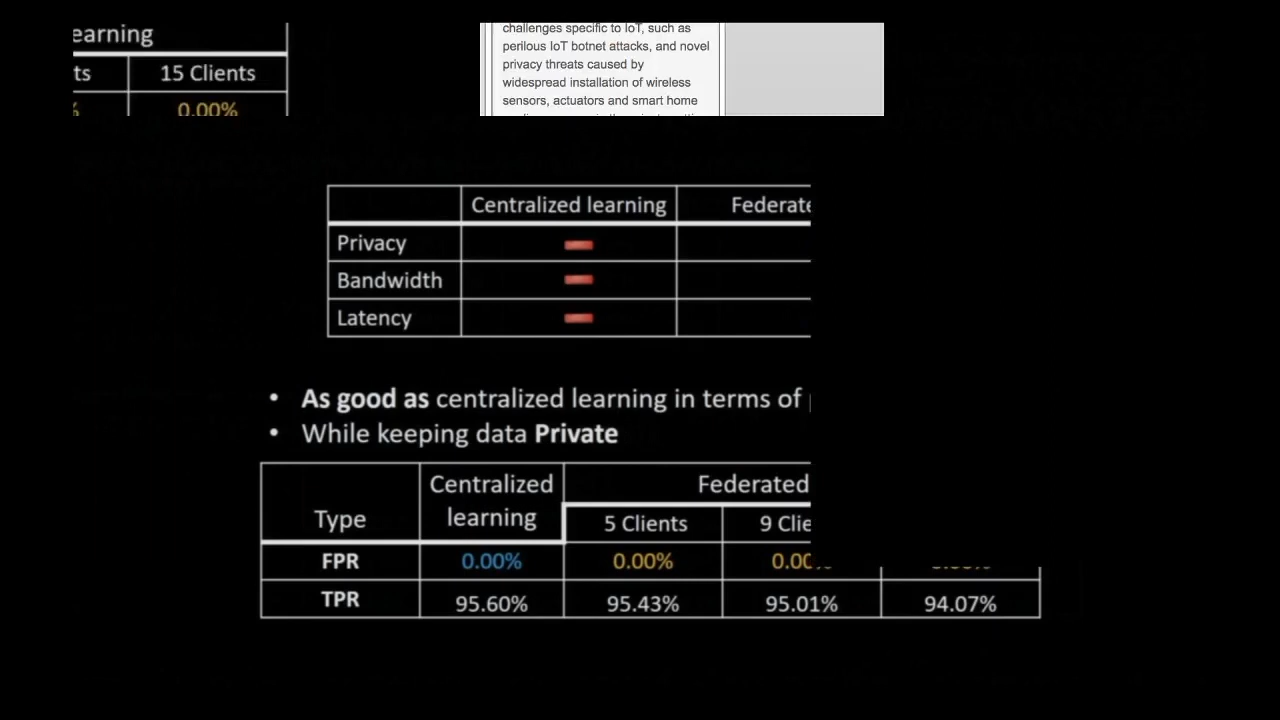 earning
ts 15 Clients
% 0.00%
challenges specific to IoT, such as
perilous IoT botnet attacks, and novel
privacy threats caused by
widespread installation of wireless
sensors, actuators and smart home
Centralized learning Federate
Privacy
Bandwidth
Latency
• As good as centralized learning in terms of
• While keeping data Private
Type Centralized learning Federated
5 Clients 9 Clie
FPR 0.00% 0.00% 0.00%
TPR 95.60% 95.43% 95.01% 94.07%